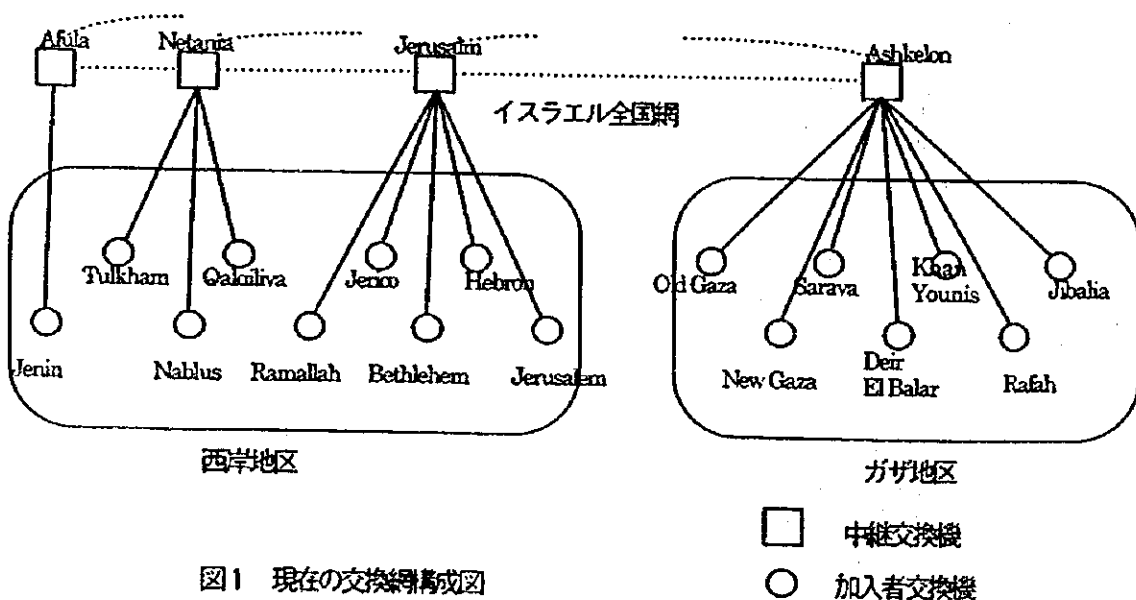 Afula
Netania
Jerusalm
Ashkelon
イスラエル全国網
Tulkham
Qalqiliya
Jerico
Hebron
Old Gaza
Sarava
Khan
Younis
Jibalia
Jenin
Nablus
Ramallah
Bethlehem
Jerusalem
New Gaza
Deir
El Balar
Rafah
西岸地区
ガザ地区
中継交換機
図1 現在の交換網構成図
加入者交換機